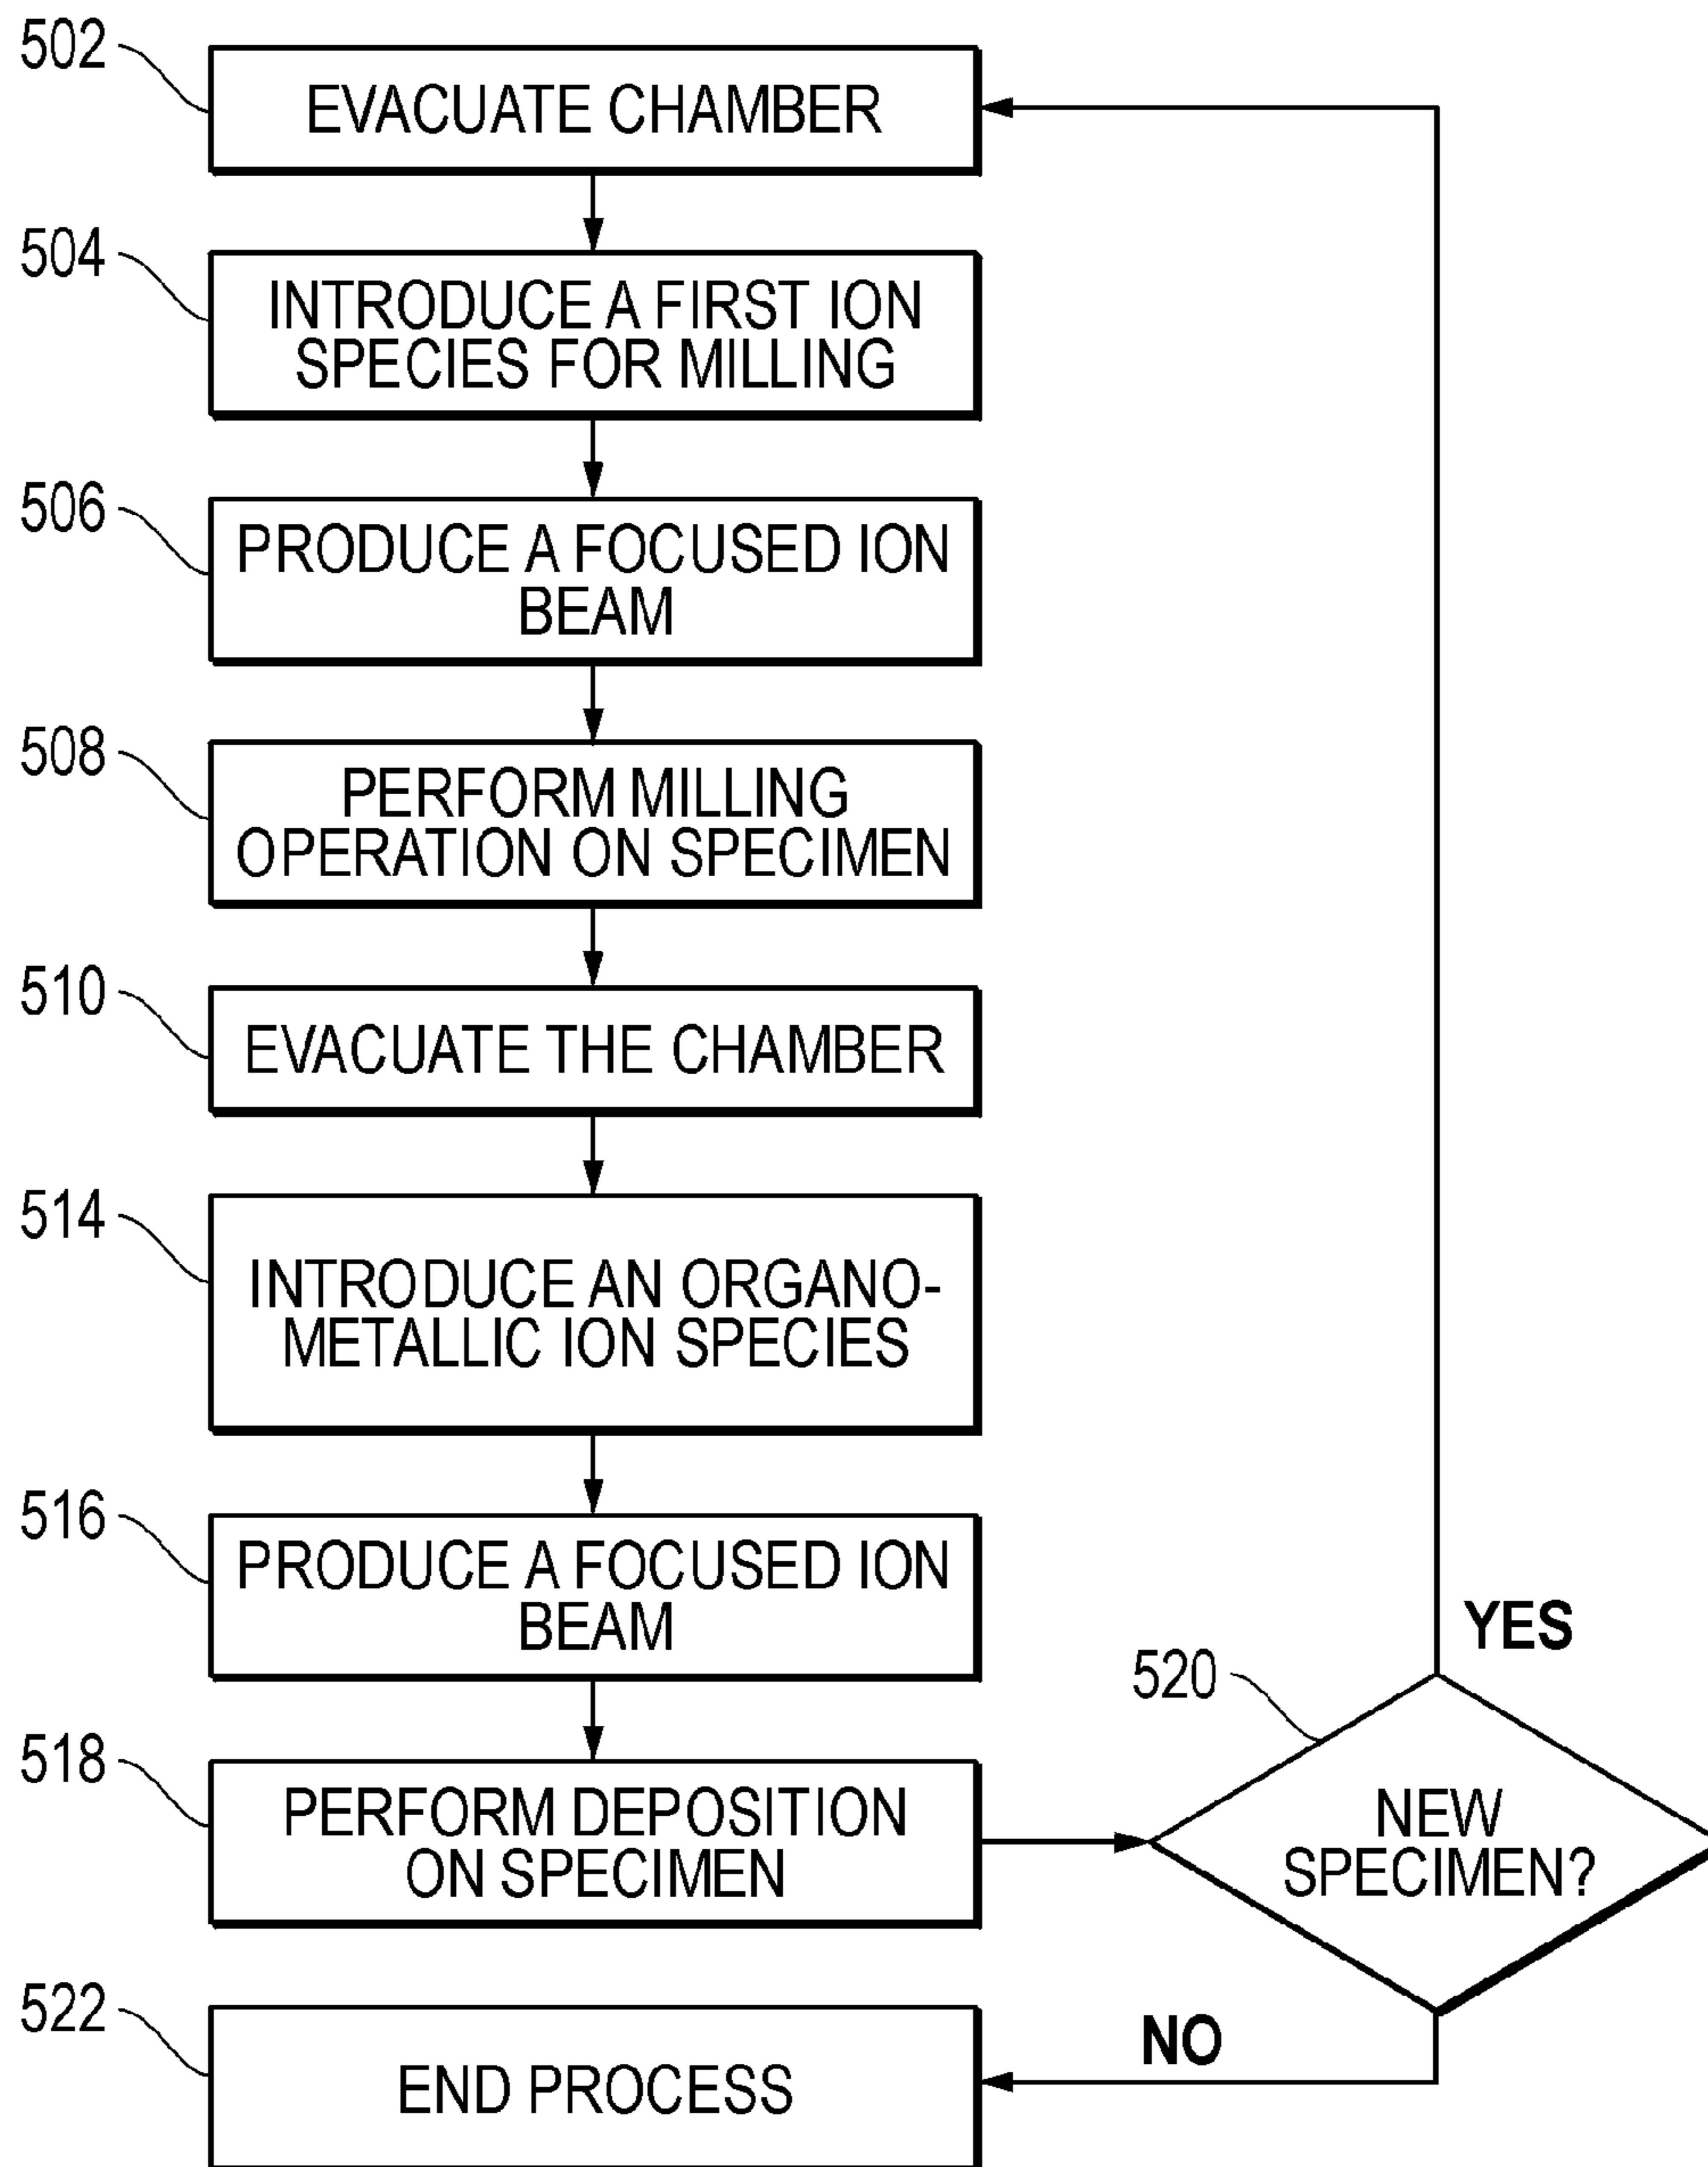 502
EVACUATE CHAMBER
504
INTRODUCE A FIRST ION
SPECIES FOR MILLING
506
PRODUCE A FOCUSED ION
BEAM
508
PERFORM MILLING
OPERATION ON SPECIMEN
510
EVACUATE THE CHAMBER
514
INTRODUCE AN ORGANO-
METALLIC ION SPECIES
516
PRODUCE A FOCUSED ION
BEAM
518
PERFORM DEPOSITION
ON SPECIMEN
520
YES
NEW
SPECIMEN?
NO
522
END PROCESS